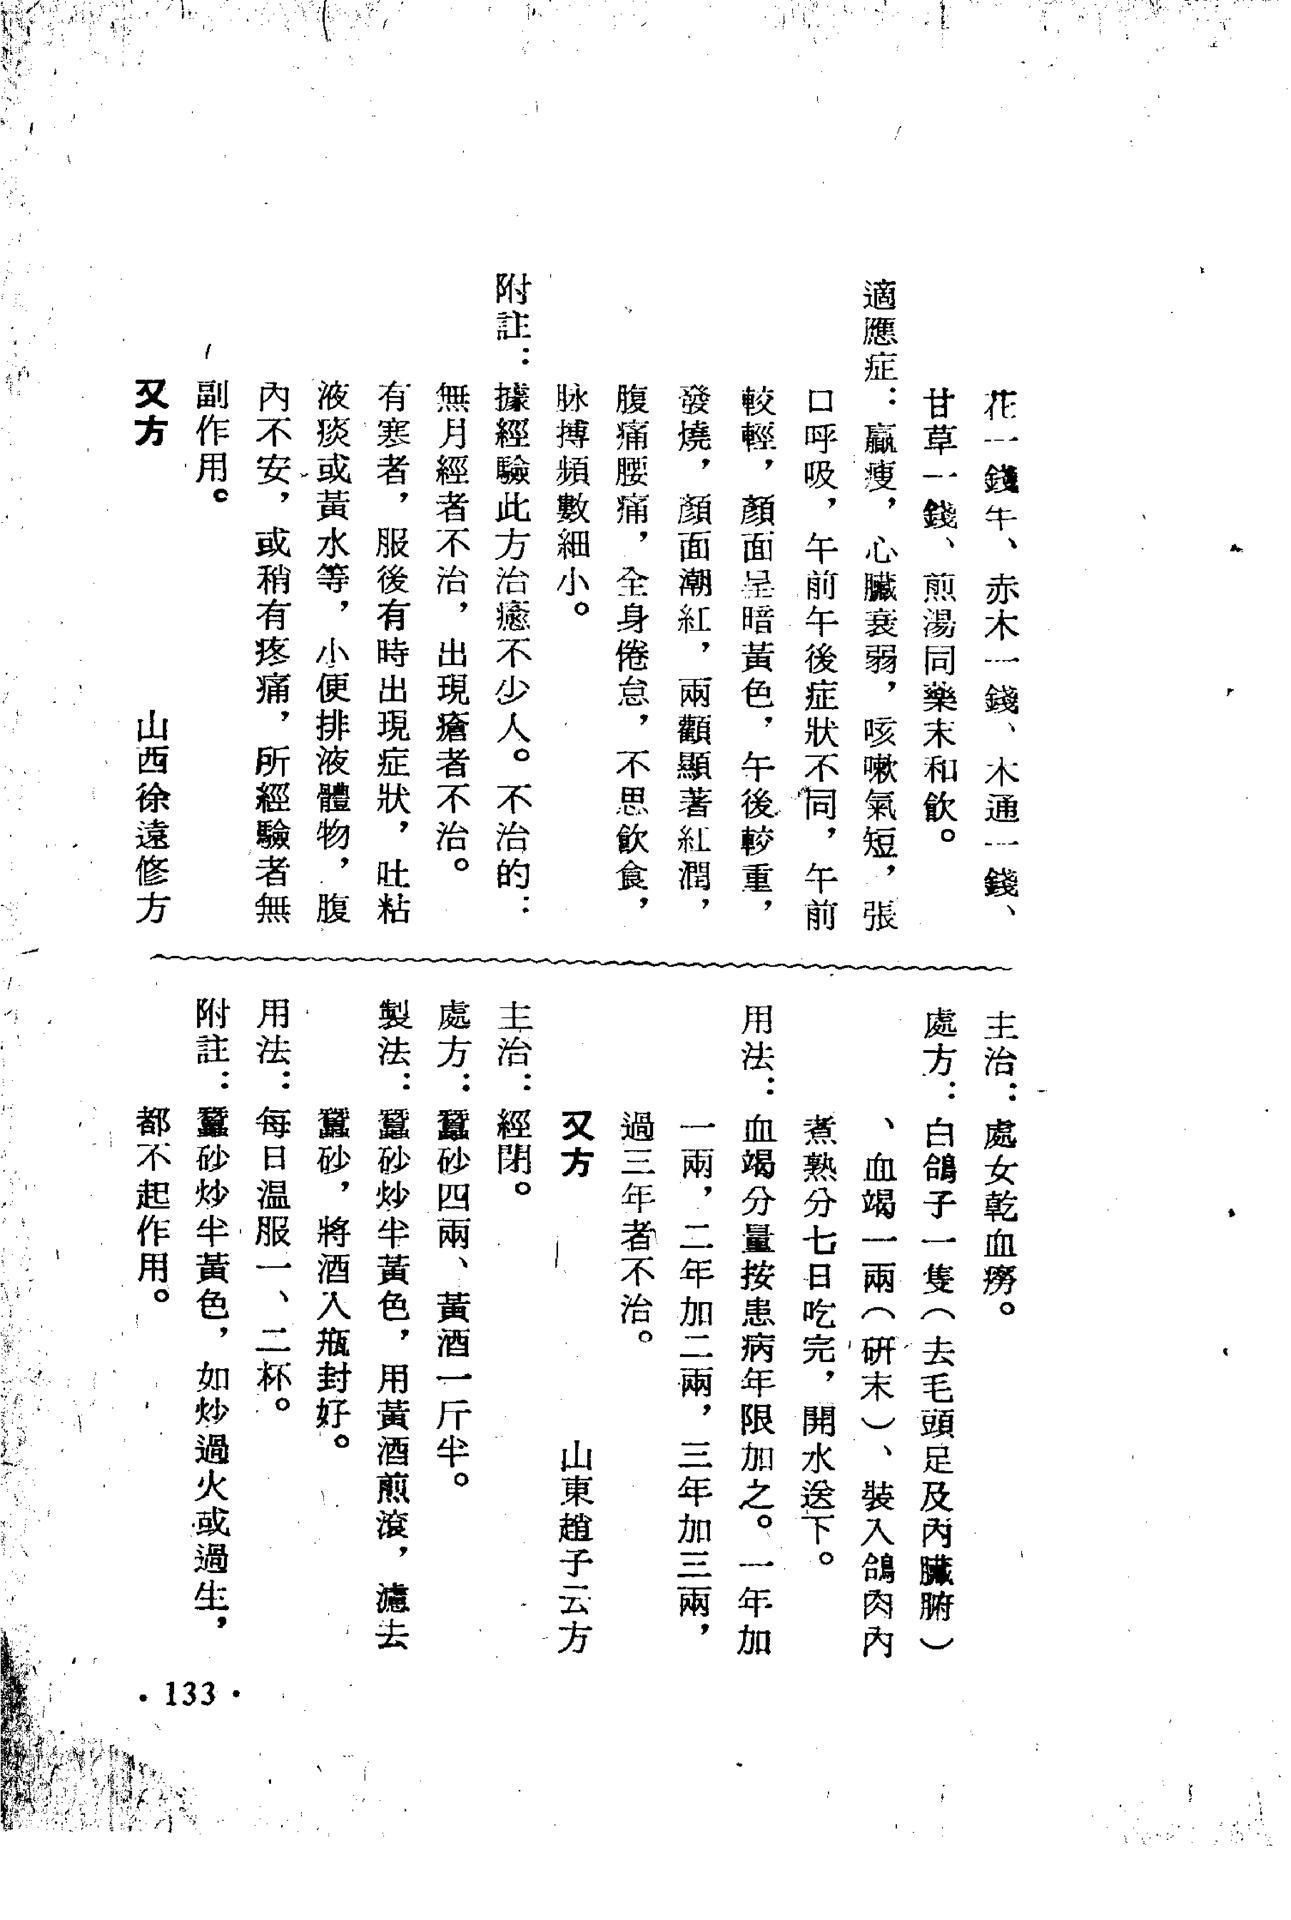 花一錢半、赤木一錢、木通一錢、
甘草一錢、煎湯同藥末和飲。
適應症：羸瘦，心臟衰弱，咳嗽氣短，張
口呼吸，午前午後症狀不同，午前
較輕，顏面呈暗黃色，午後較重，
發燒，顏面潮紅，兩顴顯著紅潤，
腹痛腰痛，全身倦怠，不思飲食，
脉搏頻數細小。
附註：據經驗此方治癒不少人。不治的：
無月經者不治，出現瘡者不治。
有寒者，服後有時出現症狀，吐粘
液痰或黃水等，小便排液體物，腹
內不安，或稍有疼痛，所經驗者無
副作用。
又方　山西徐遠修方
主治：處女乾血癆。
處方：白鴿子一隻（去毛頭足及內臟腑）
、血竭一兩（研末）、裝入鴿肉內
煮熟分七日吃完，開水送下。
用法：血竭分量按患病年限加之。一年加
一兩，二年加二兩，三年加三兩，
過三年者不治。
又方　山東趙子云方
主治：經閉。
處方：蠶砂四兩、黃酒一斤半。
製法：蠶砂炒半黃色，用黃酒煎滾，濾去
蠶砂，將酒入瓶封好。
用法：每日温服一、二杯。
附註：蠶砂炒半黃色，如炒過火或過生，
都不起作用。
· 133 ·